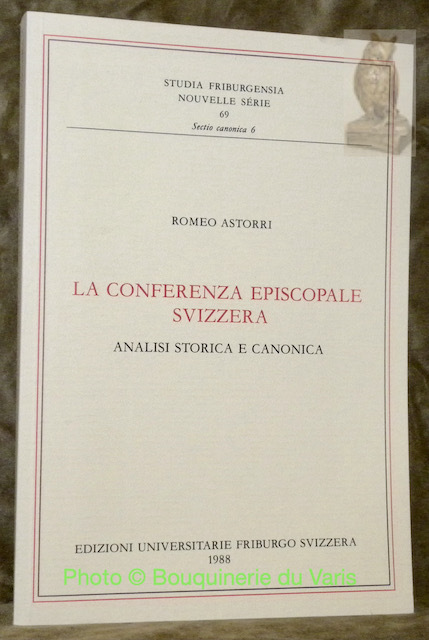 STUDIA FRIBURGENSIA
NOUVELLE SÉRIE
69
Sectio canonica 6
ROMEO ASTORRI
LA CONFERENZA EPISCOPALE
SVIZZERA
ANALISI STORICA E CANONICA
EDIZIONI UNIVERSITARIE FRIBURGO SVIZZERA
1988
Photo © Bouquinerie du Varis